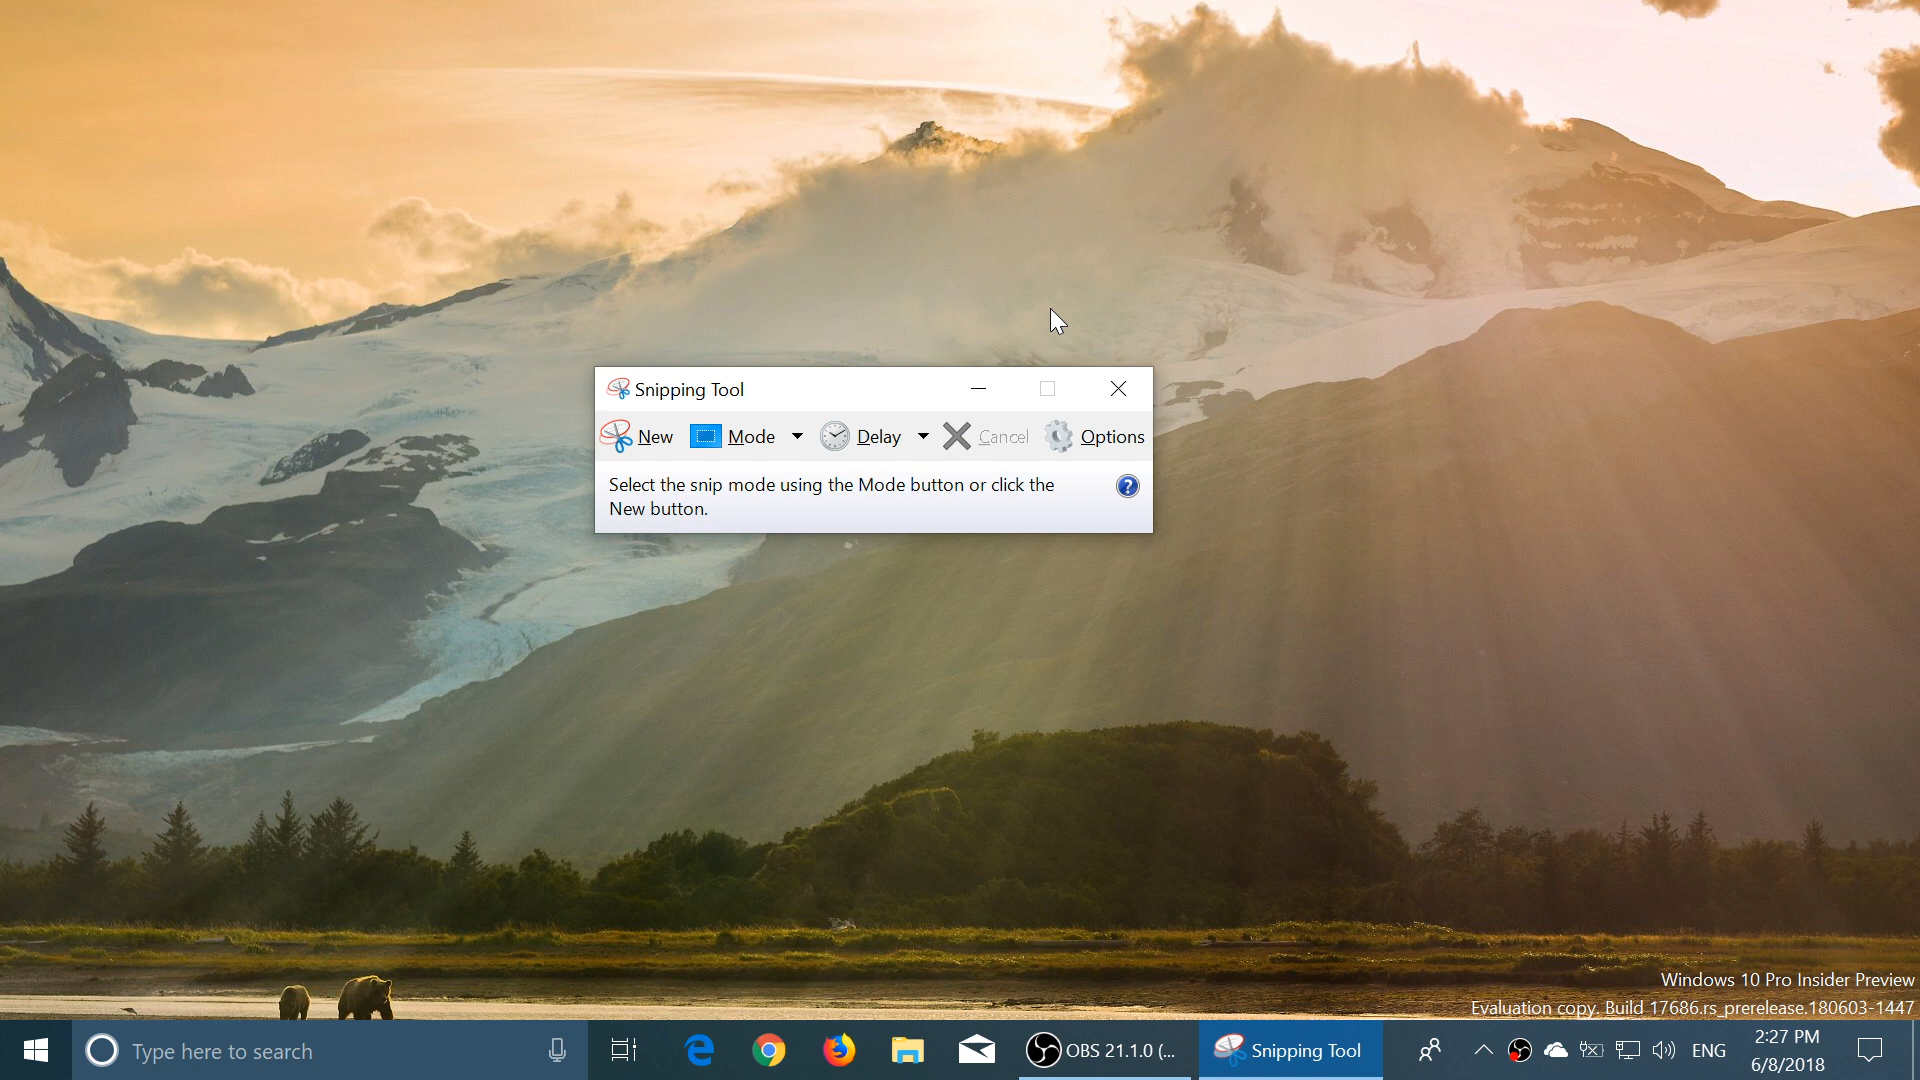 Snipping Tool
New Mode Delay Cancel Options
Select the snip mode using the Mode button or click the
New button.
Windows 10 Pro Insider Preview
Evaluation copy. Build 17686.rs_prerelease.180603-1447
Type here to search
OBS 21.1.0 (...
Snipping Tool
ENG
2:27 PM
6/8/2018